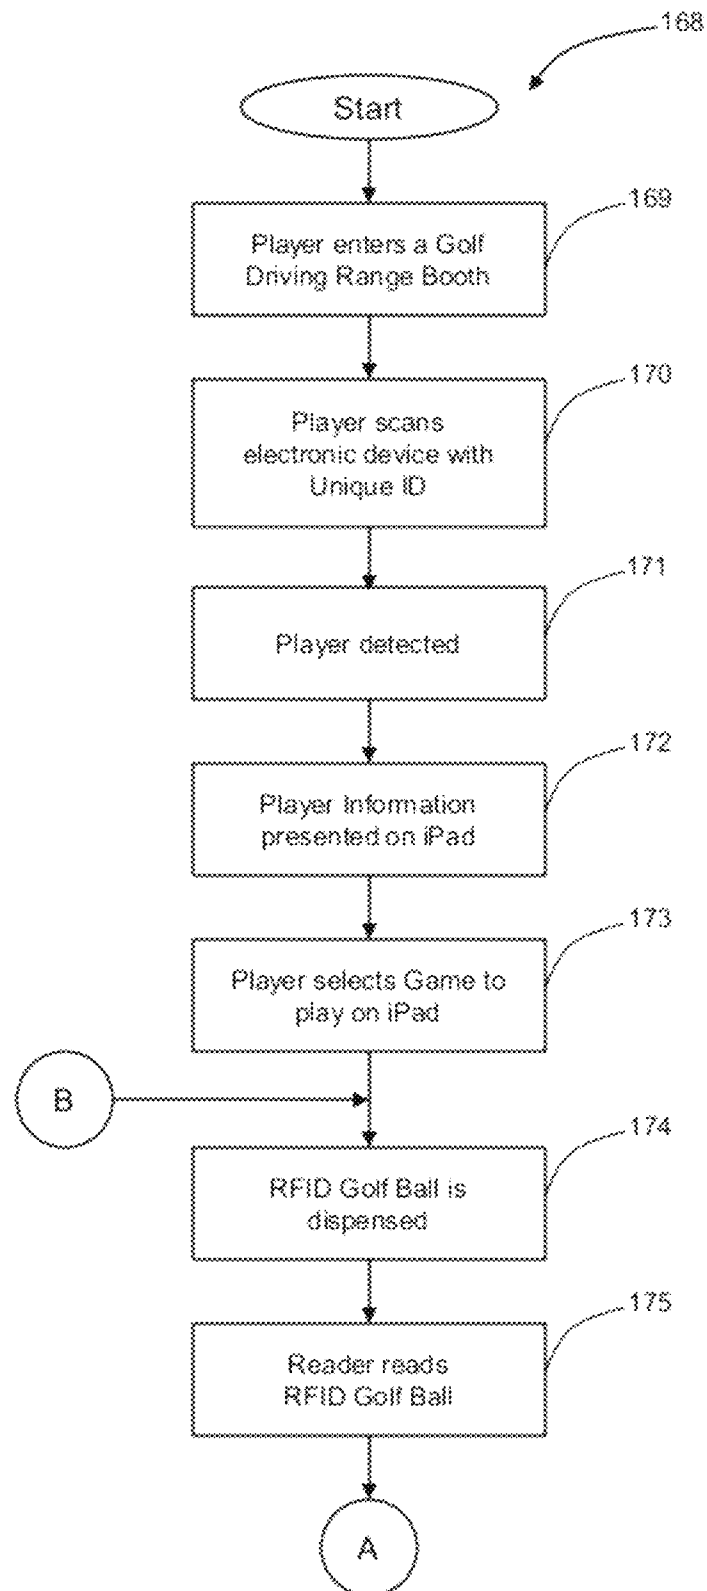 168
Start
169
Player enters a Golf
Driving Range Booth
170
Player scans
electronic device with
Unique ID
171
Player detected
172
Player Information
presented on iPad
173
Player selects Game to
play on iPad
B
174
RFID Golf Ball is
dispensed
175
Reader reads
RFID Golf Ball
A